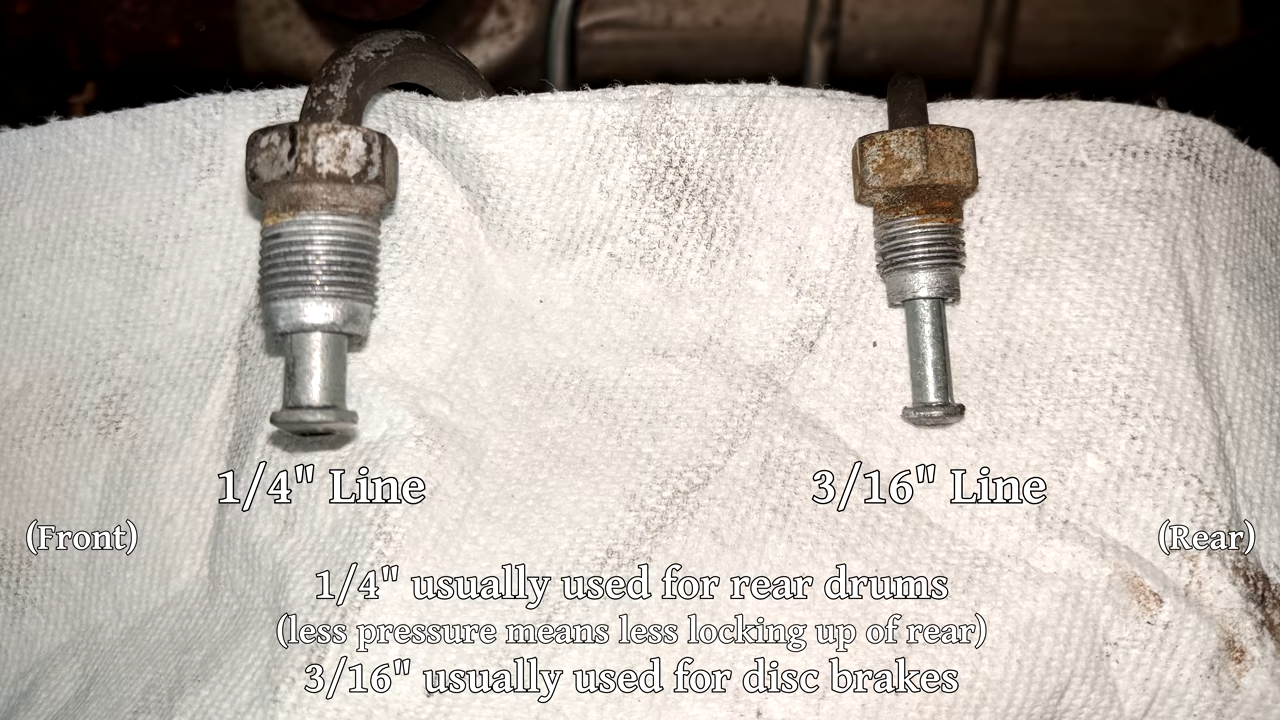 1/4" Line
3/16" Line
(Front)
(Rear)
1/4" usually used for rear drums
(less pressure means less locking up of rear)
3/16" usually used for disc brakes